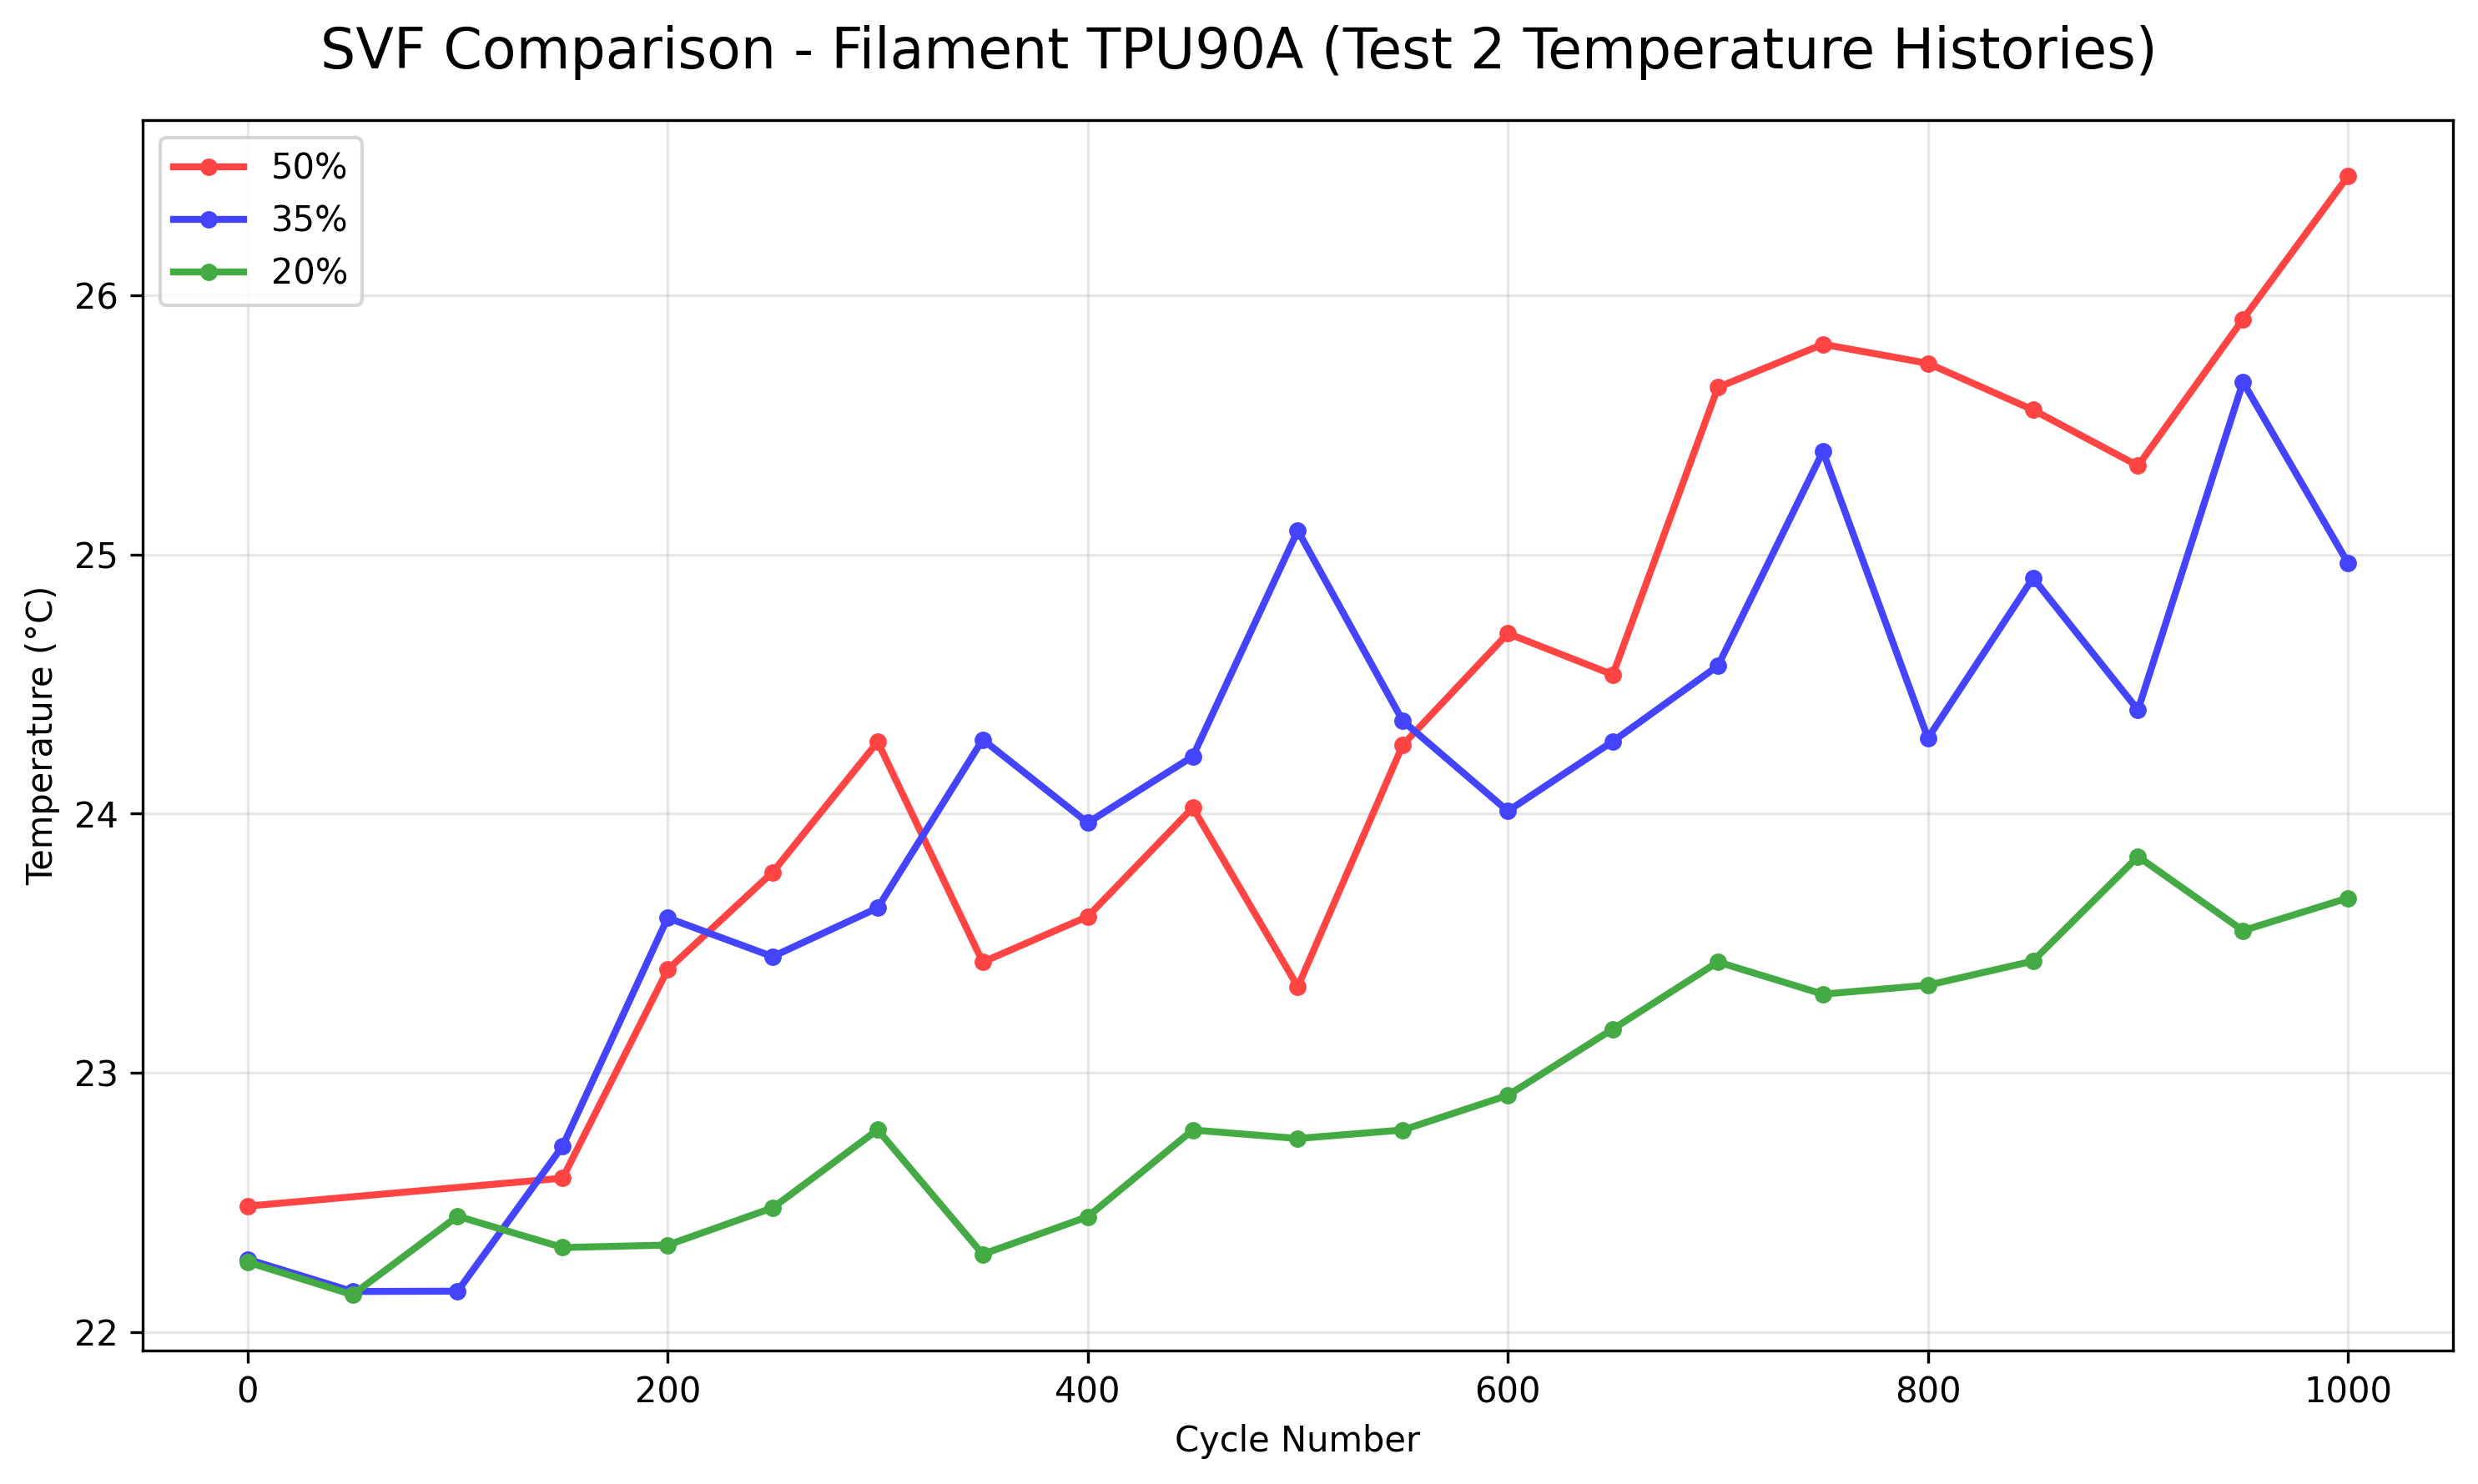 SVF Comparison - Filament TPU90A (Test 2 Temperature Histories)
50%
35%
20%
26
25
24
23
22
Temperature (°C)
0 200 400 600 800 1000
Cycle Number